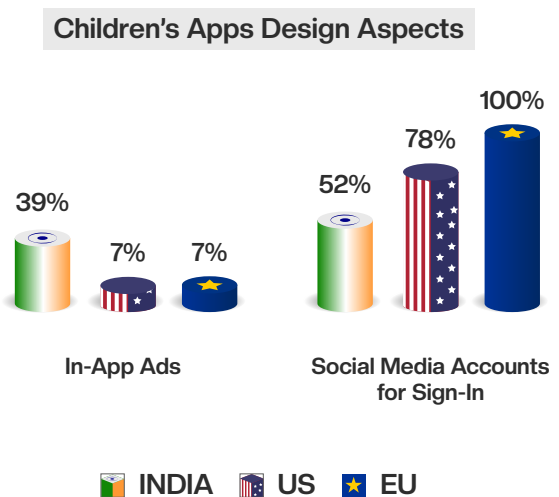 Children's Apps Design Aspects
39%
7%
7%
52%
78%
100%
In-App Ads
Social Media Accounts
for Sign-In
INDIA
US
EU